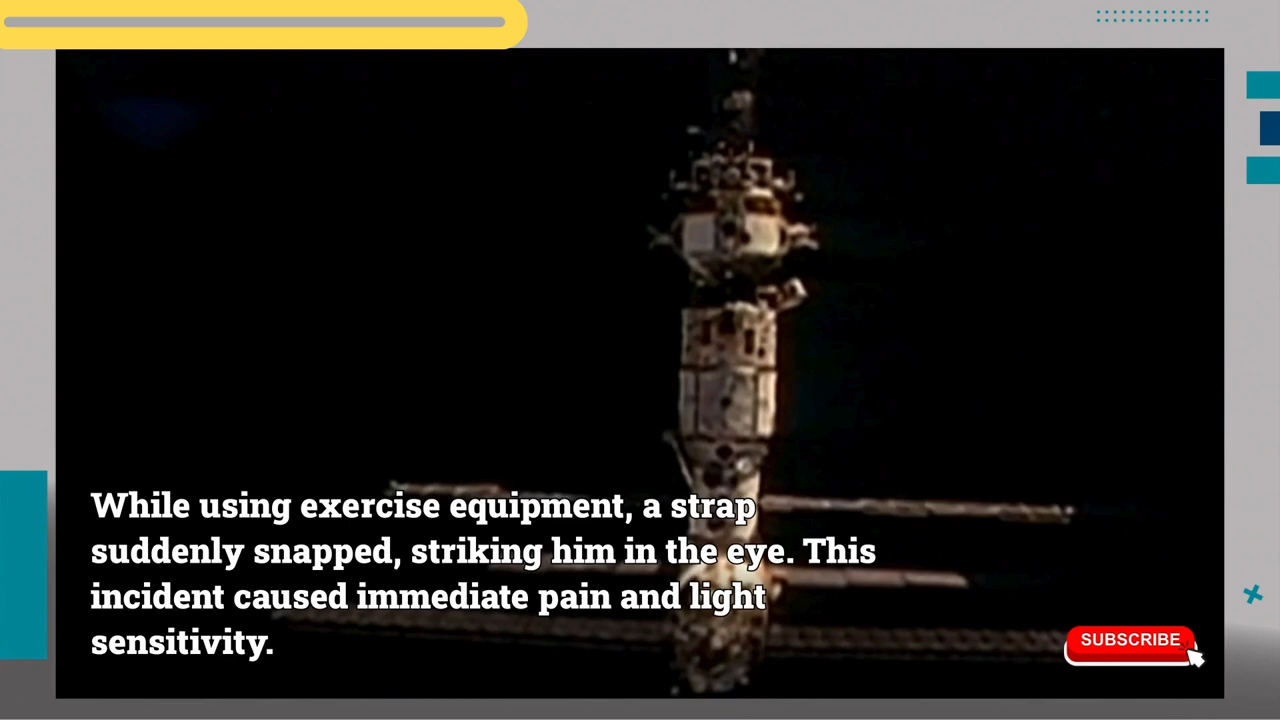 While using exercise equipment, a strap
suddenly snapped, striking him in the eye. This
incident caused immediate pain and light
sensitivity.
SUBSCRIBE